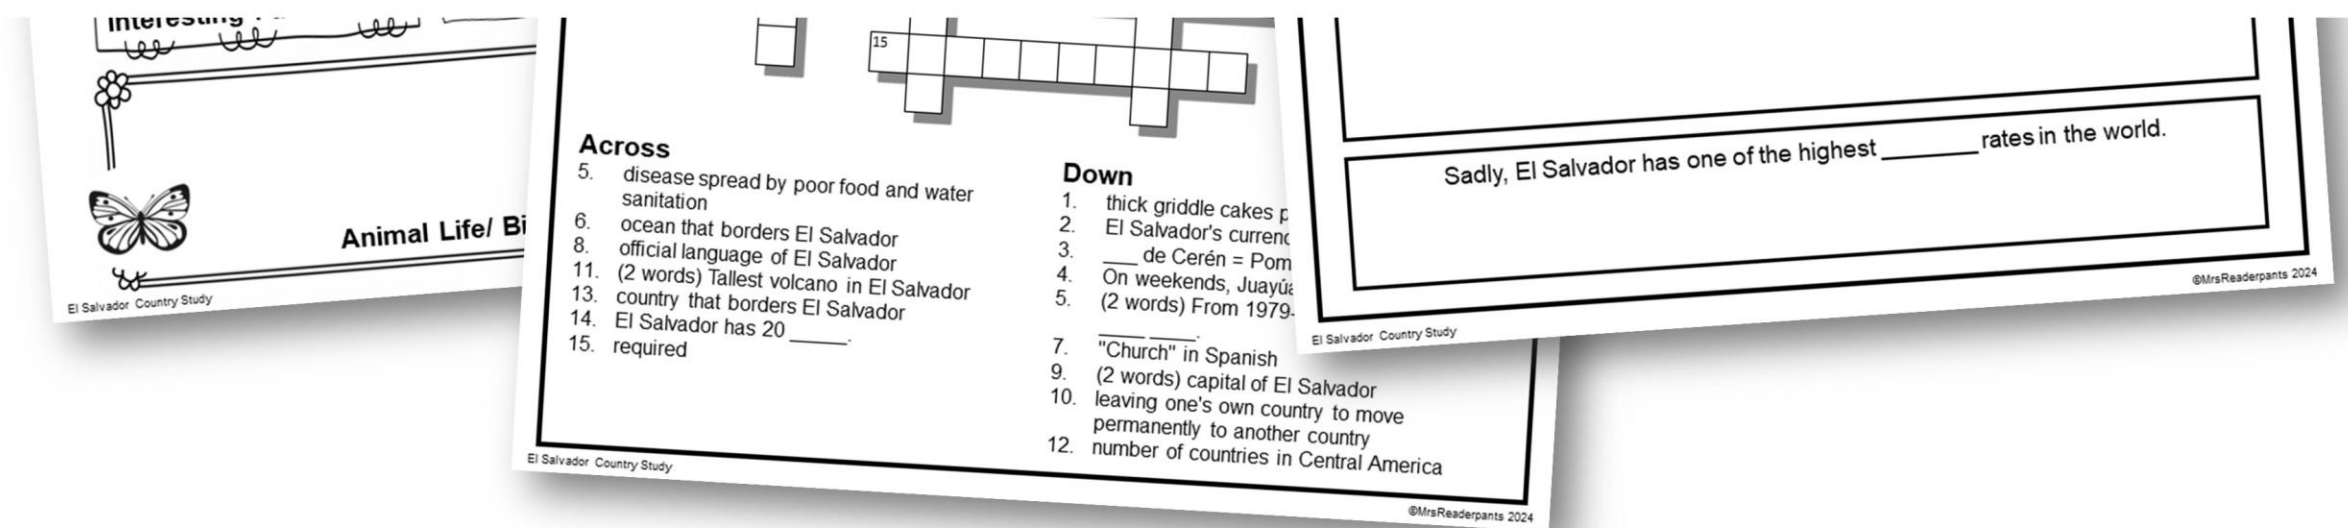 Interesting
Animal Life/
El Salvador Country Study
15
Across
5. disease spread by poor food and water
sanitation
6. ocean that borders El Salvador
8. official language of El Salvador
11. (2 words) Tallest volcano in El Salvador
13. country that borders El Salvador
14. El Salvador has 20 _____.
15. required
Down
1. thick griddle cakes
2. El Salvador's
3. ___ de Cerén =
4. On weekends,
5. (2 words) From 1979-
____ ____.
7. "Church" in Spanish
9. (2 words) capital of El Salvador
10. leaving one's own country to move
permanently to another country
12. number of countries in Central America
El Salvador Country Study
©MrsReaderpants 2024
Sadly, El Salvador has one of the highest _______ rates in the world.
El Salvador Country Study
©MrsReaderpants 2024